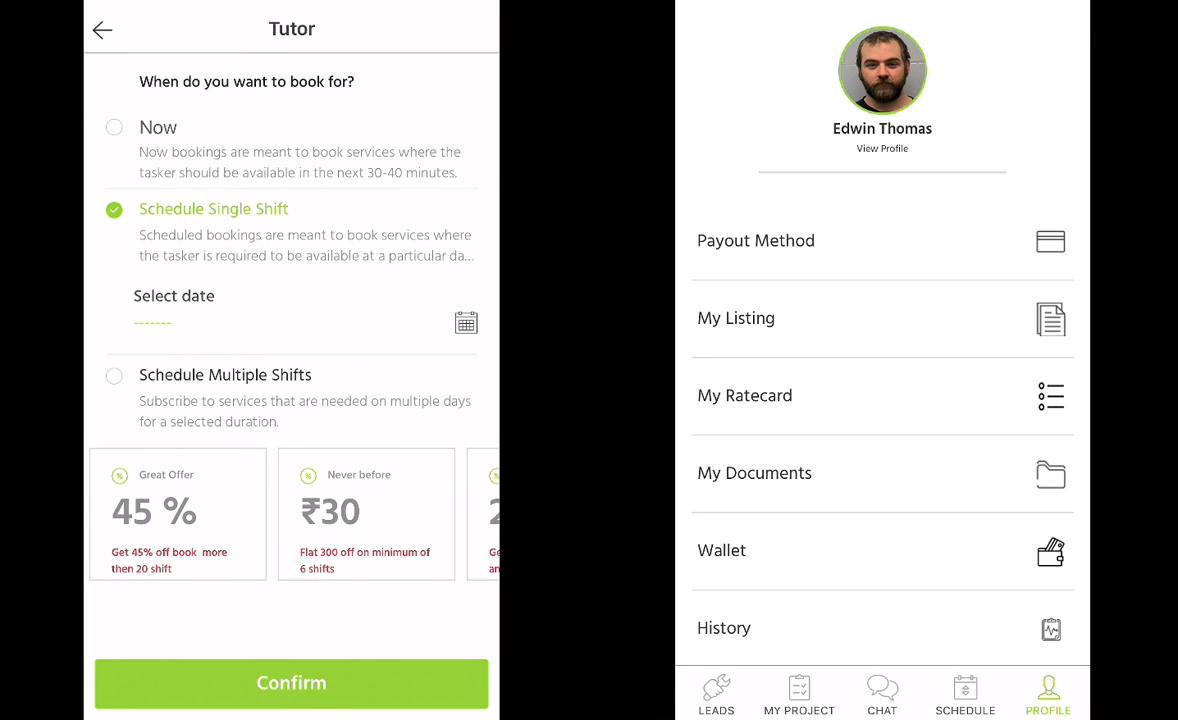 Tutor
When do you want to book for?
Now
Now bookings are meant to book services where the
tasker should be available in the next 30-40 minutes.
Schedule Single Shift
Scheduled bookings are meant to book services where
the tasker is required to be available at a particular da...
Select date
-------
Schedule Multiple Shifts
Subscribe to services that are needed on multiple days
for a selected duration.
% Great Offer
45 %
Get 45% off book more
then 20 shift
% Never before
₹30
Flat 300 off on minimum of
6 shifts
Confirm
Edwin Thomas
View Profile
Payout Method
My Listing
My Ratecard
My Documents
Wallet
History
LEADS MY PROJECT CHAT SCHEDULE PROFILE